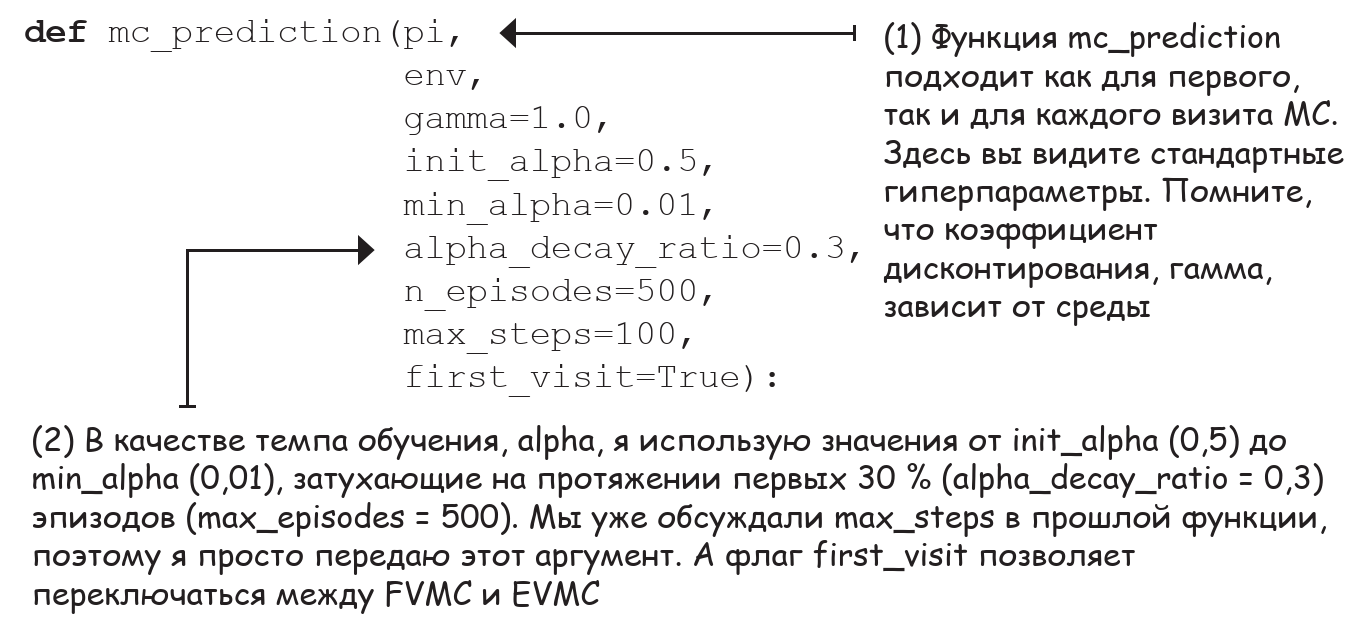 def mc_prediction(pi,
env,
gamma=1.0,
init_alpha=0.5,
min_alpha=0.01,
alpha_decay_ratio=0.3,
n_episodes=500,
max_steps=100,
first_visit=True):
(1) Функция mc_prediction
подходит как для первого,
так и для каждого визита МС.
Здесь вы видите стандартные
гиперпараметры. Помните,
что коэффициент
дисконтирования, гамма,
зависит от среды
(2) В качестве темпа обучения, alpha, я использую значения от init_alpha (0,5) до
min_alpha (0,01), затухающие на протяжении первых 30 % (alpha_decay_ratio = 0,3)
эпизодов (max_episodes = 500). Мы уже обсуждали max_steps в прошлой функции,
поэтому я просто передаю этот аргумент. А флаг first_visit позволяет
переключаться между FVMC и EVMC